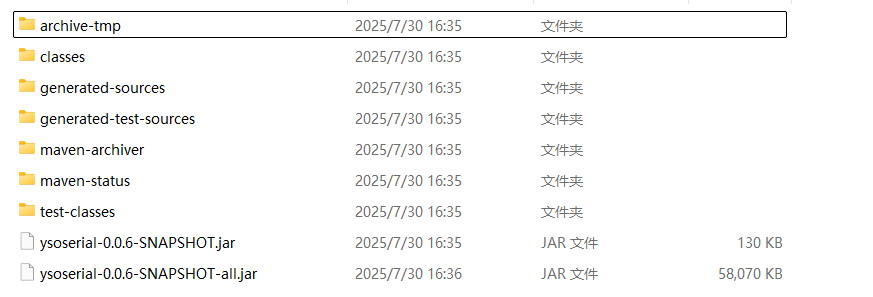 archive-tmp 2025/7/30 16:35 文件夹
classes 2025/7/30 16:35 文件夹
generated-sources 2025/7/30 16:35 文件夹
generated-test-sources 2025/7/30 16:35 文件夹
maven-archiver 2025/7/30 16:35 文件夹
maven-status 2025/7/30 16:35 文件夹
test-classes 2025/7/30 16:35 文件夹
ysoserial-0.0.6-SNAPSHOT.jar 2025/7/30 16:35 JAR 文件 130 KB
ysoserial-0.0.6-SNAPSHOT-all.jar 2025/7/30 16:36 JAR 文件 58,070 KB